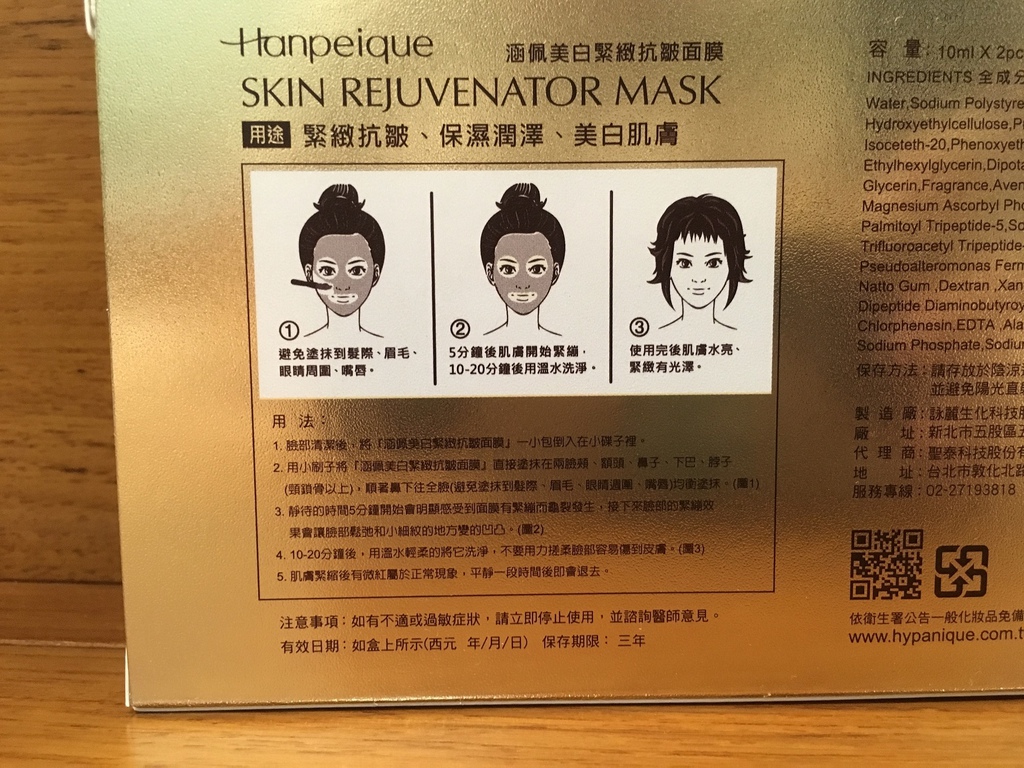 Hanpeique 涵佩美白緊緻抗皺面膜
SKIN REJUVENATOR MASK
用途 緊緻抗皺、保濕潤澤、美白肌膚
①
避免塗抹到髮際、眉毛、
眼睛周圍、嘴唇。
②
5分鐘後肌膚開始緊繃，
10-20分鐘後用溫水洗淨。
③
使用完後肌膚水亮、
緊緻有光澤。
用 法：
1. 臉部清潔後，將「涵佩美白緊緻抗皺面膜」一小包倒入在小碟子裡。
2. 用小刷子將「涵佩美白緊緻抗皺面膜」直接塗抹在兩臉頰、額頭、鼻子、下巴、脖子
(頸鎖骨以上)，順著鼻下往全臉(避免塗抹到髮際、眉毛、眼睛週圍、嘴唇)均衡塗抹。(圖1)
3. 靜待的時間5分鐘開始會明顯感受到面膜有緊繃而龜裂發生，接下來臉部的緊繃效
果會讓臉部鬆弛和小細紋的地方變的凹凸。(圖2)
4. 10-20分鐘後，用溫水輕柔的將它洗淨，不要用力搓柔臉部容易傷到皮膚。(圖3)
5. 肌膚緊縮後有微紅屬於正常現象，平靜一段時間後即會退去。
注意事項：如有不適或過敏症狀，請立即停止使用，並諮詢醫師意見。
有效日期：如盒上所示(西元 年/月/日) 保存期限： 三年
容 量：10ml X 2pc
INGREDIENTS 全成分
Water,Sodium Polystyre
Hydroxyethylcellulose,P
Isoceteth-20,Phenoxyeth
Ethylhexylglycerin,Dipota
Glycerin,Fragrance,Aven
Magnesium Ascorbyl Pho
Palmitoyl Tripeptide-5,So
Trifluoroacetyl Tripeptide-
Pseudoalteromonas Ferm
Natto Gum ,Dextran ,Xan
Dipeptide Diaminobutyroy
Chlorphenesin,EDTA ,Ala
Sodium Phosphate,Sodiu
保存方法：請存放於陰涼
並避免陽光直
製 造 廠：詠麗生化科技
廠 址：新北市五股區五
代 理 商：聖泰科技股份有
地 址：台北市敦化北
服務專線：02-27193818
依衛生署公告一般化妝品免備
www.hypanique.com.t